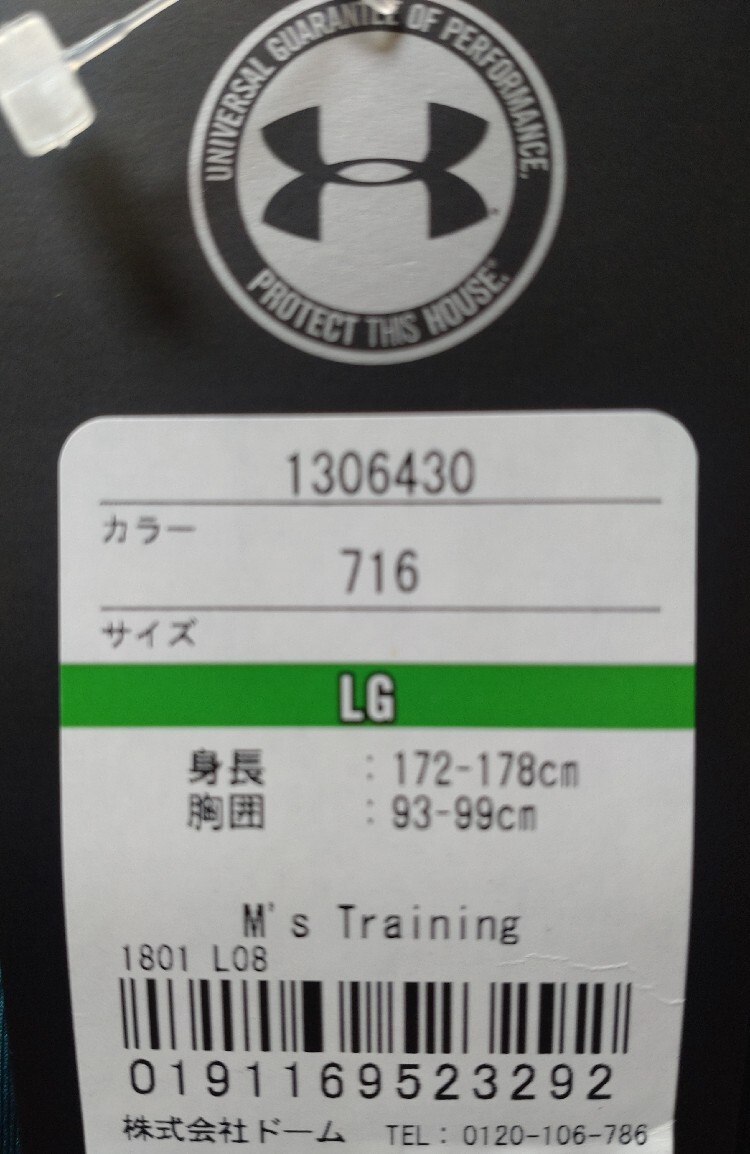 UNIVERSAL GUARANTEE OF PERFORMANCE.
PROTECT THIS HOUSE.
1306430
カラー
716
サイズ
LG
身長 : 172-178cm
胸囲 : 93-99cm
M's Training
1801 L08
0191169523292
株式会社ドーム TEL: 0120-106-786